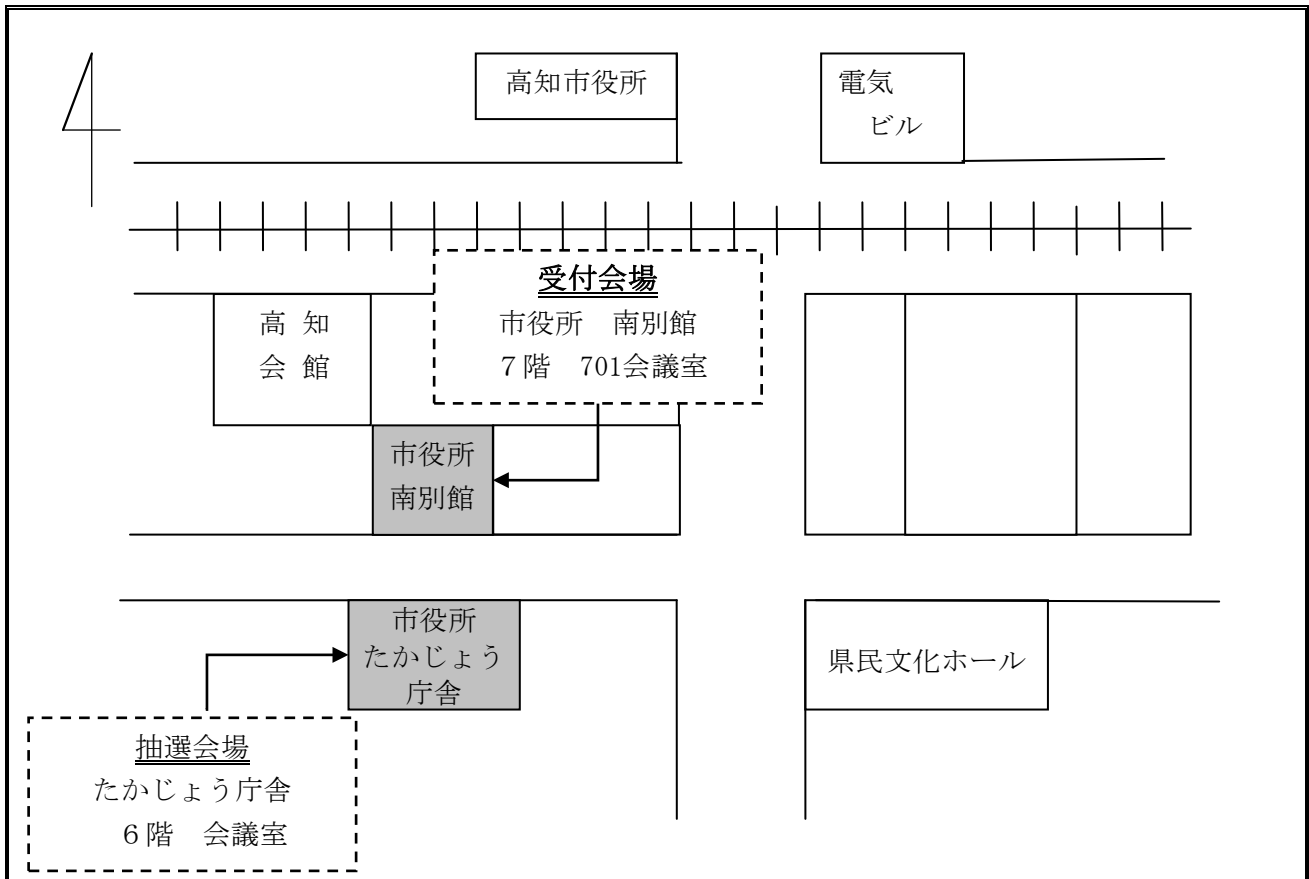 高知市役所
電気
ビル
受付会場
市役所　南別館
７階　701会議室
高 知
会 館
市役所
南別館
市役所
たかじょう
庁舎
県民文化ホール
抽選会場
たかじょう庁舎
６階　会議室